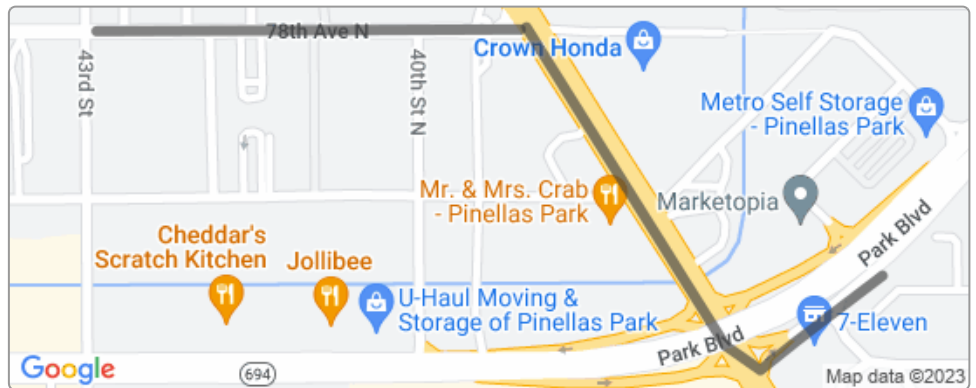 78th Ave N
Crown Honda
43rd St
40th St N
Metro Self Storage
- Pinellas Park
Mr. & Mrs. Crab
- Pinellas Park
Marketopia
Park Blvd
Cheddar's
Scratch Kitchen
Jollibee
U-Haul Moving &
Storage of Pinellas Park
7-Eleven
Park Blvd
Google
694
Map data ©2023